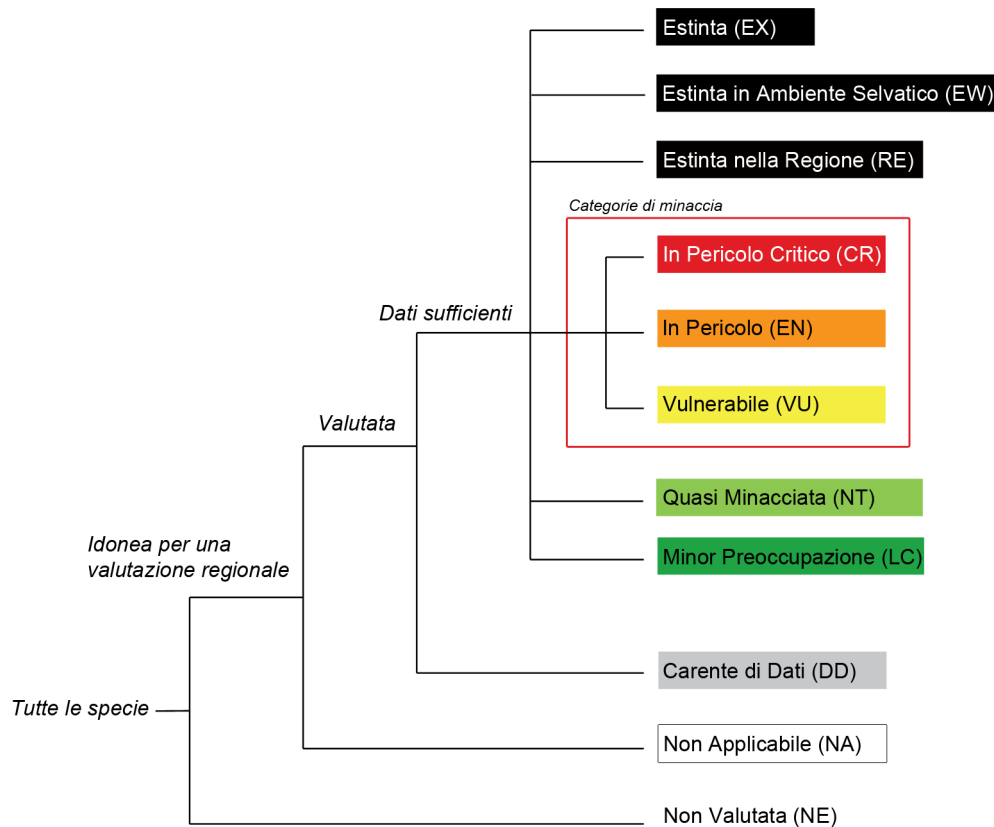 Estinta (EX)
Estinta in Ambiente Selvatico (EW)
Estinta nella Regione (RE)
Categorie di minaccia
In Pericolo Critico (CR)
Dati sufficienti
In Pericolo (EN)
Vulnerabile (VU)
Valutata
Quasi Minacciata (NT)
Idonea per una
valutazione regionale
Minor Preoccupazione (LC)
Carente di Dati (DD)
Tutte le specie
Non Applicabile (NA)
Non Valutata (NE)